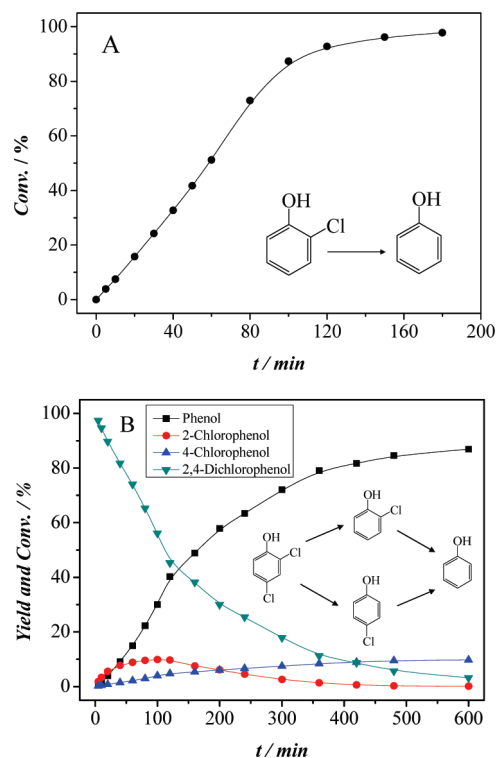 A
100
80
60
40
20
0
Conv. / %
OH
Cl
OH
0 40 80 120 160 200
t / min
B
Phenol
2-Chlorophenol
4-Chlorophenol
2,4-Dichlorophenol
100
80
60
40
20
0
Yield and Conv. / %
OH
Cl
OH
Cl
Cl
OH
OH
Cl
0 100 200 300 400 500 600
t / min